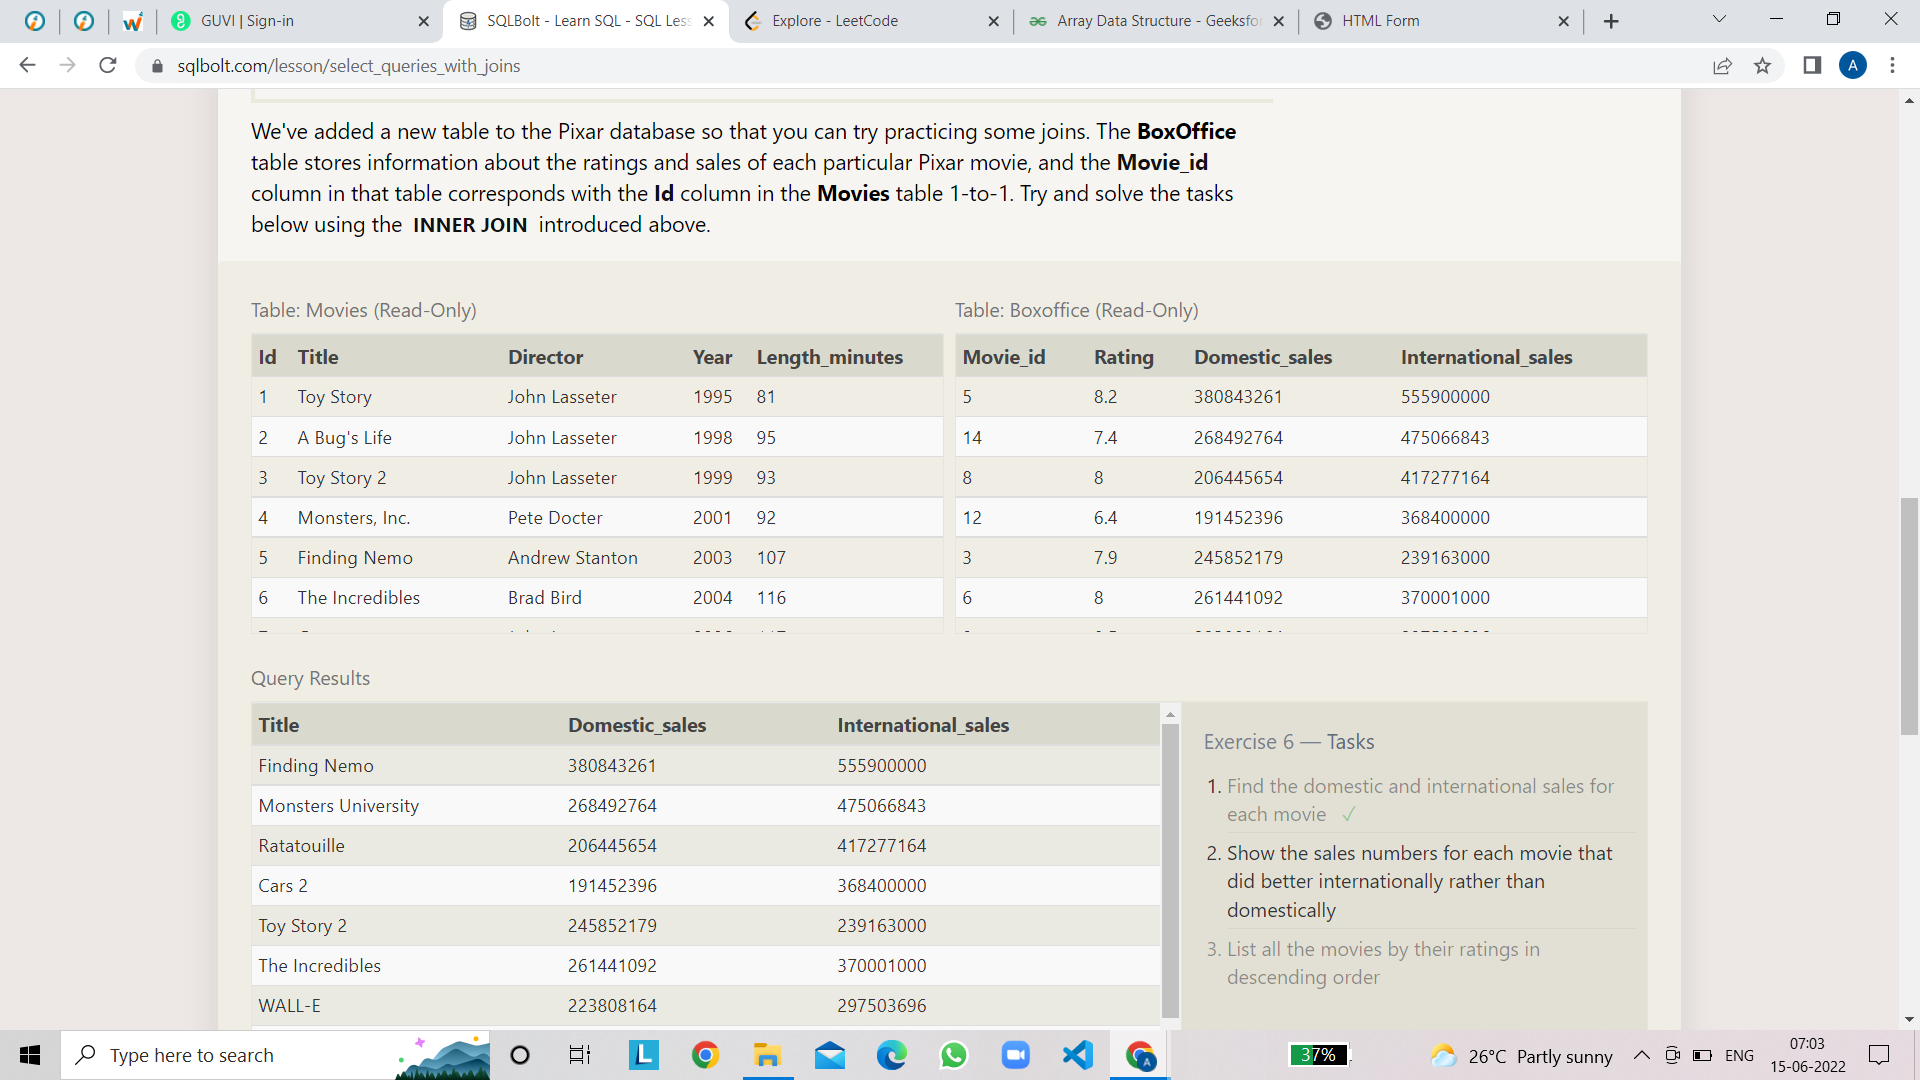 GUVI | Sign-in
SQLBolt - Learn SQL - SQL Less
Explore - LeetCode
Array Data Structure - Geeksfo
HTML Form
sqlbolt.com/lesson/select_queries_with_joins
A
We've added a new table to the Pixar database so that you can try practicing some joins. The BoxOffice
table stores information about the ratings and sales of each particular Pixar movie, and the Movie_id
column in that table corresponds with the Id column in the Movies table 1-to-1. Try and solve the tasks
below using the INNER JOIN introduced above.
Table: Movies (Read-Only)
Id Title Director Year Length_minutes
1 Toy Story John Lasseter 1995 81
2 A Bug's Life John Lasseter 1998 95
3 Toy Story 2 John Lasseter 1999 93
4 Monsters, Inc. Pete Docter 2001 92
5 Finding Nemo Andrew Stanton 2003 107
6 The Incredibles Brad Bird 2004 116
Table: Boxoffice (Read-Only)
Movie_id Rating Domestic_sales International_sales
5 8.2 380843261 555900000
14 7.4 268492764 475066843
8 8 206445654 417277164
12 6.4 191452396 368400000
3 7.9 245852179 239163000
6 8 261441092 370001000
Query Results
Title Domestic_sales International_sales
Finding Nemo 380843261 555900000
Monsters University 268492764 475066843
Ratatouille 206445654 417277164
Cars 2 191452396 368400000
Toy Story 2 245852179 239163000
The Incredibles 261441092 370001000
WALL-E 223808164 297503696
Exercise 6 — Tasks
1. Find the domestic and international sales for
each movie ✓
2. Show the sales numbers for each movie that
did better internationally rather than
domestically
3. List all the movies by their ratings in
descending order
Type here to search
L
A
37%
26°C Partly sunny
ENG
07:03
15-06-2022